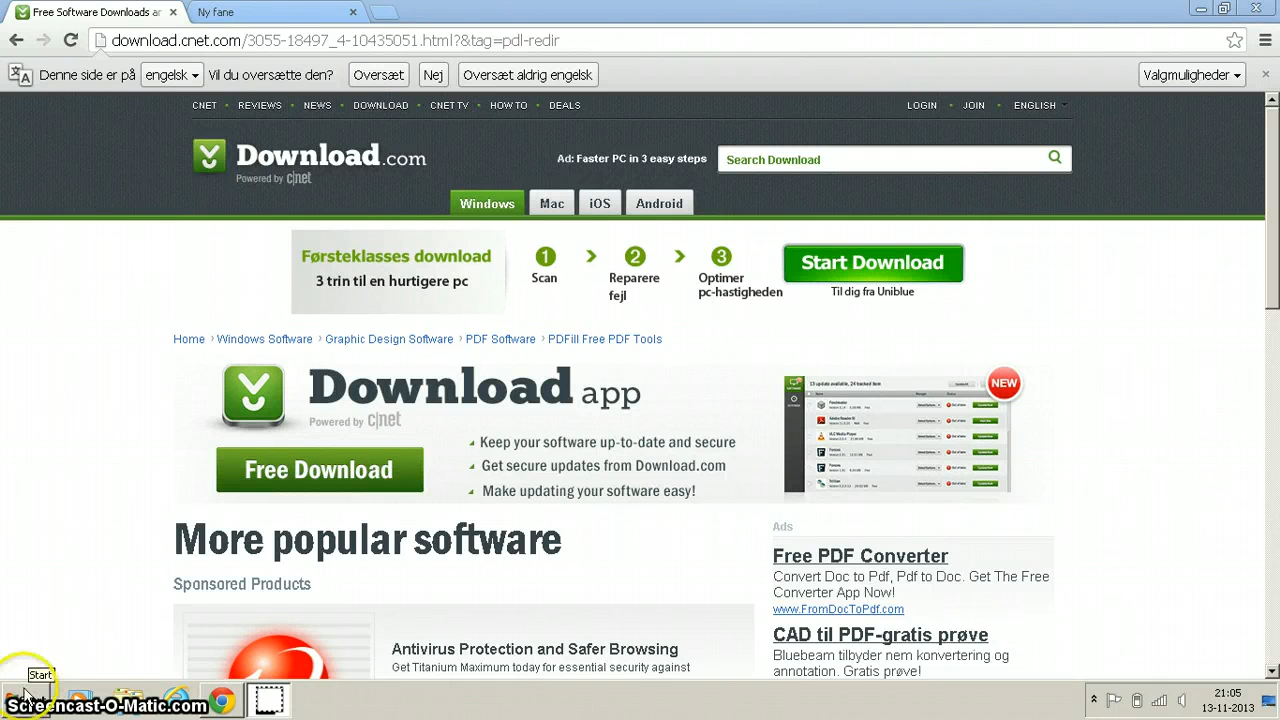 Free Software Downloads ar
Ny fane
download.cnet.com/3055-18497_4-10435051.html?&tag=pdl-redir
Denne side er på engelsk Vil du oversætte den? Oversæt Nej Oversæt aldrig engelsk Valgmuligheder
CNET REVIEWS NEWS DOWNLOAD CNET TV HOW TO DEALS LOGIN JOIN ENGLISH
Download.com
Powered by c|net
Ad: Faster PC in 3 easy steps
Search Download
Windows Mac iOS Android
Førsteklasses download
3 trin til en hurtigere pc
1 2 3
Scan Reparere fejl Optimer pc-hastigheden
Start Download
Til dig fra Uniblue
Home › Windows Software › Graphic Design Software › PDF Software › PDFill Free PDF Tools
Download app
Powered by c|net
Free Download
Keep your software up-to-date and secure
Get secure updates from Download.com
Make updating your software easy!
NEW
More popular software
Sponsored Products
Antivirus Protection and Safer Browsing
Get Titanium Maximum today for essential security against
Ads
Free PDF Converter
Convert Doc to Pdf, Pdf to Doc. Get The Free
Converter App Now!
www.FromDocToPdf.com
CAD til PDF-gratis prøve
Bluebeam tilbyder nem konvertering og
annotation. Gratis prøve!
Start
Screencast-O-Matic.com
21:05
13-11-2013